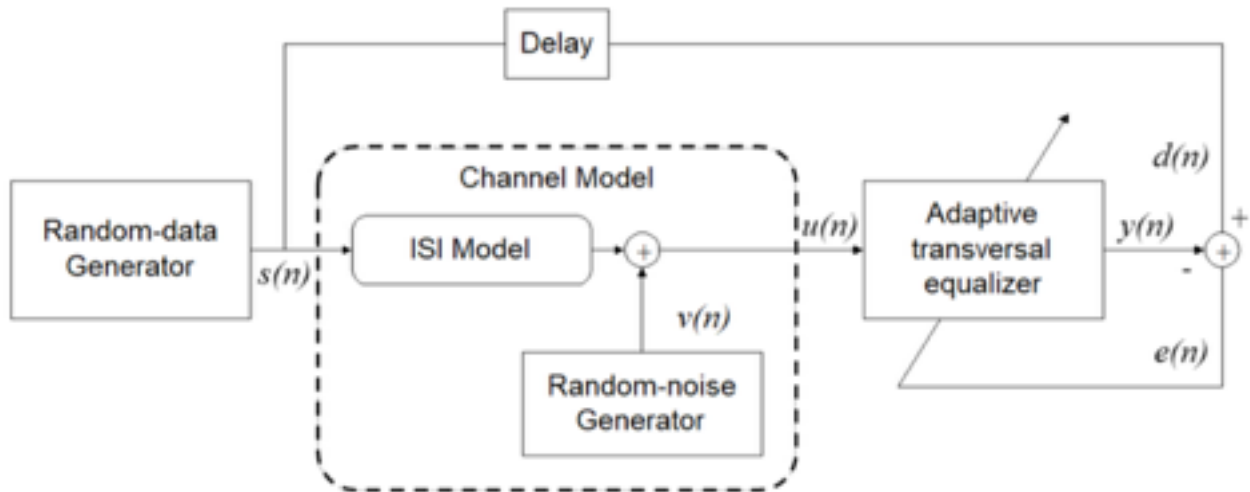 Delay
Channel Model
d(n)
Random-data
Generator
s(n)
ISI Model
+
u(n)
Adaptive
transversal
equalizer
y(n)
+
+
-
v(n)
Random-noise
Generator
e(n)